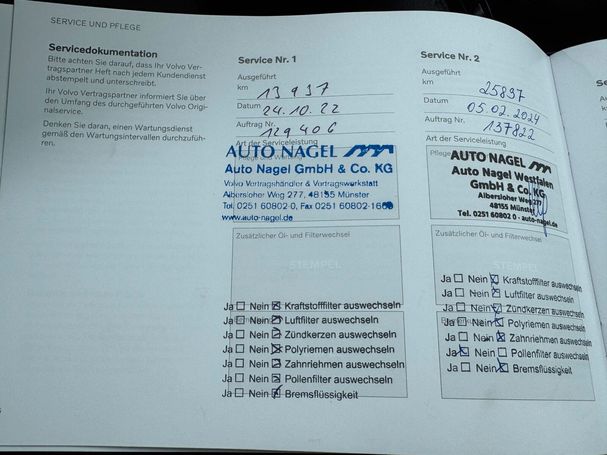 SERVICE UND PFLEGE
Servicedokumentation
Bitte achten Sie darauf, dass Ihr Volvo Ver-
tragspartner Heft nach jedem Kundendienst
abstempelt und unterschreibt.
Ihr Volvo Vertragspartner informiert Sie über
den Umfang des durchgeführten Volvo Origi-
nalservice.
Denken Sie daran, einen Wartungsdienst
gemäß den Wartungsintervallen durchzufüh-
ren.
Service Nr. 1
Ausgeführt
km 13937
Datum 24.10.22
Auftrag Nr. 129406
Art der Serviceleistung
AUTO NAGEL
Auto Nagel GmbH & Co. KG
Volvo Vertragshändler & Vertragswerkstatt
Albersloher Weg 277, 48155 Münster
Tel. 0251 60802-0, Fax 0251 60802-1600
www.auto-nagel.de
Zusätzlicher Öl- und Filterwechsel
STEMPEL
Ja Nein Kraftstofffilter auswechseln
Ja Nein Luftfilter auswechseln
Ja Nein Zündkerzen auswechseln
Ja Nein Polyriemen auswechseln
Ja Nein Zahnriemen auswechseln
Ja Nein Pollenfilter auswechseln
Ja Nein Bremsflüssigkeit
Service Nr. 2
Ausgeführt
km 25897
Datum 05.02.2024
Auftrag Nr. 137822
Art der Serviceleistung
AUTO NAGEL
Auto Nagel Westfalen
GmbH & Co. KG
Albersloher Weg 277
48155 Münster
Tel. 0251 60802 0 - auto-nagel.de
Zusätzlicher Öl- und Filterwechsel
STEMPEL
Ja Nein Kraftstofffilter auswechseln
Ja Nein Luftfilter auswechseln
Ja Nein Zündkerzen auswechseln
Ja Nein Polyriemen auswechseln
Ja Nein Zahnriemen auswechseln
Ja Nein Pollenfilter auswechseln
Ja Nein Bremsflüssigkeit